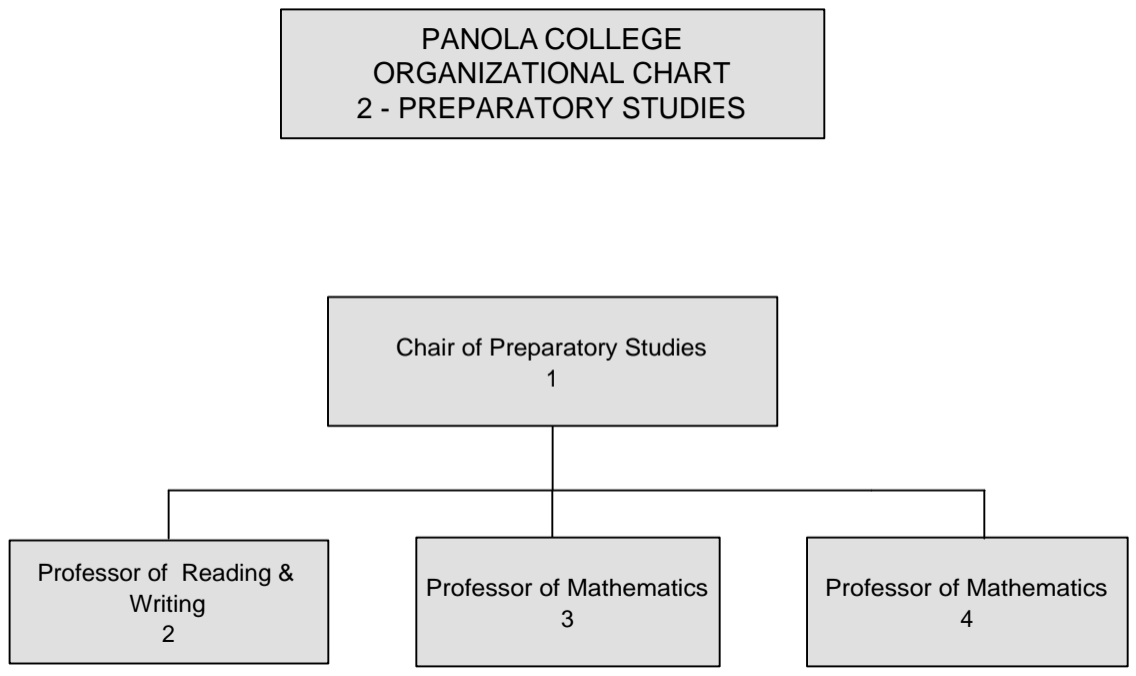 PANOLA COLLEGE
ORGANIZATIONAL CHART
2 - PREPARATORY STUDIES
Chair of Preparatory Studies
1
Professor of Reading &
Writing
2
Professor of Mathematics
3
Professor of Mathematics
4